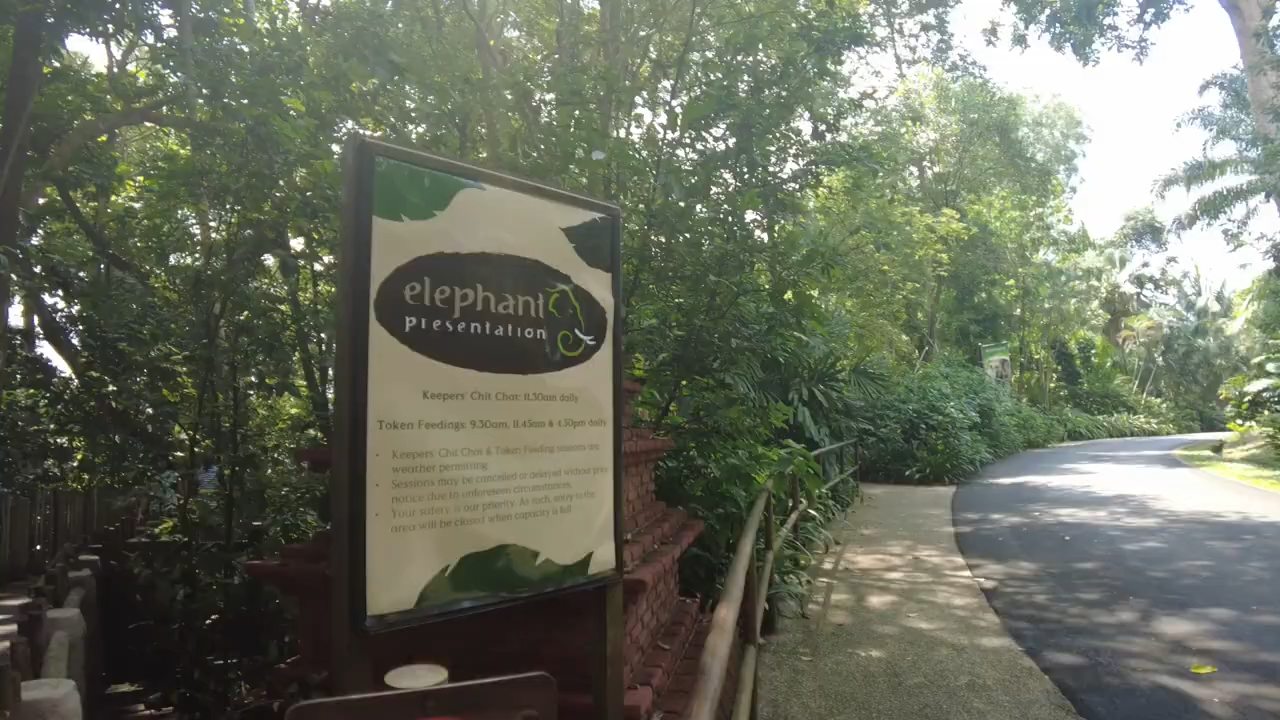 elephant
presentation
Keepers' Chit Chat: 11.30am daily
Token Feedings: 9.30am, 11.45am & 4.30pm daily
• Keepers' Chit Chat & Token Feeding sessions are
weather permitting.
• Sessions may be cancelled or delayed without prior
notice due to unforeseen circumstances.
• Your safety is our priority. As such, entry to the
area will be closed when capacity is full.